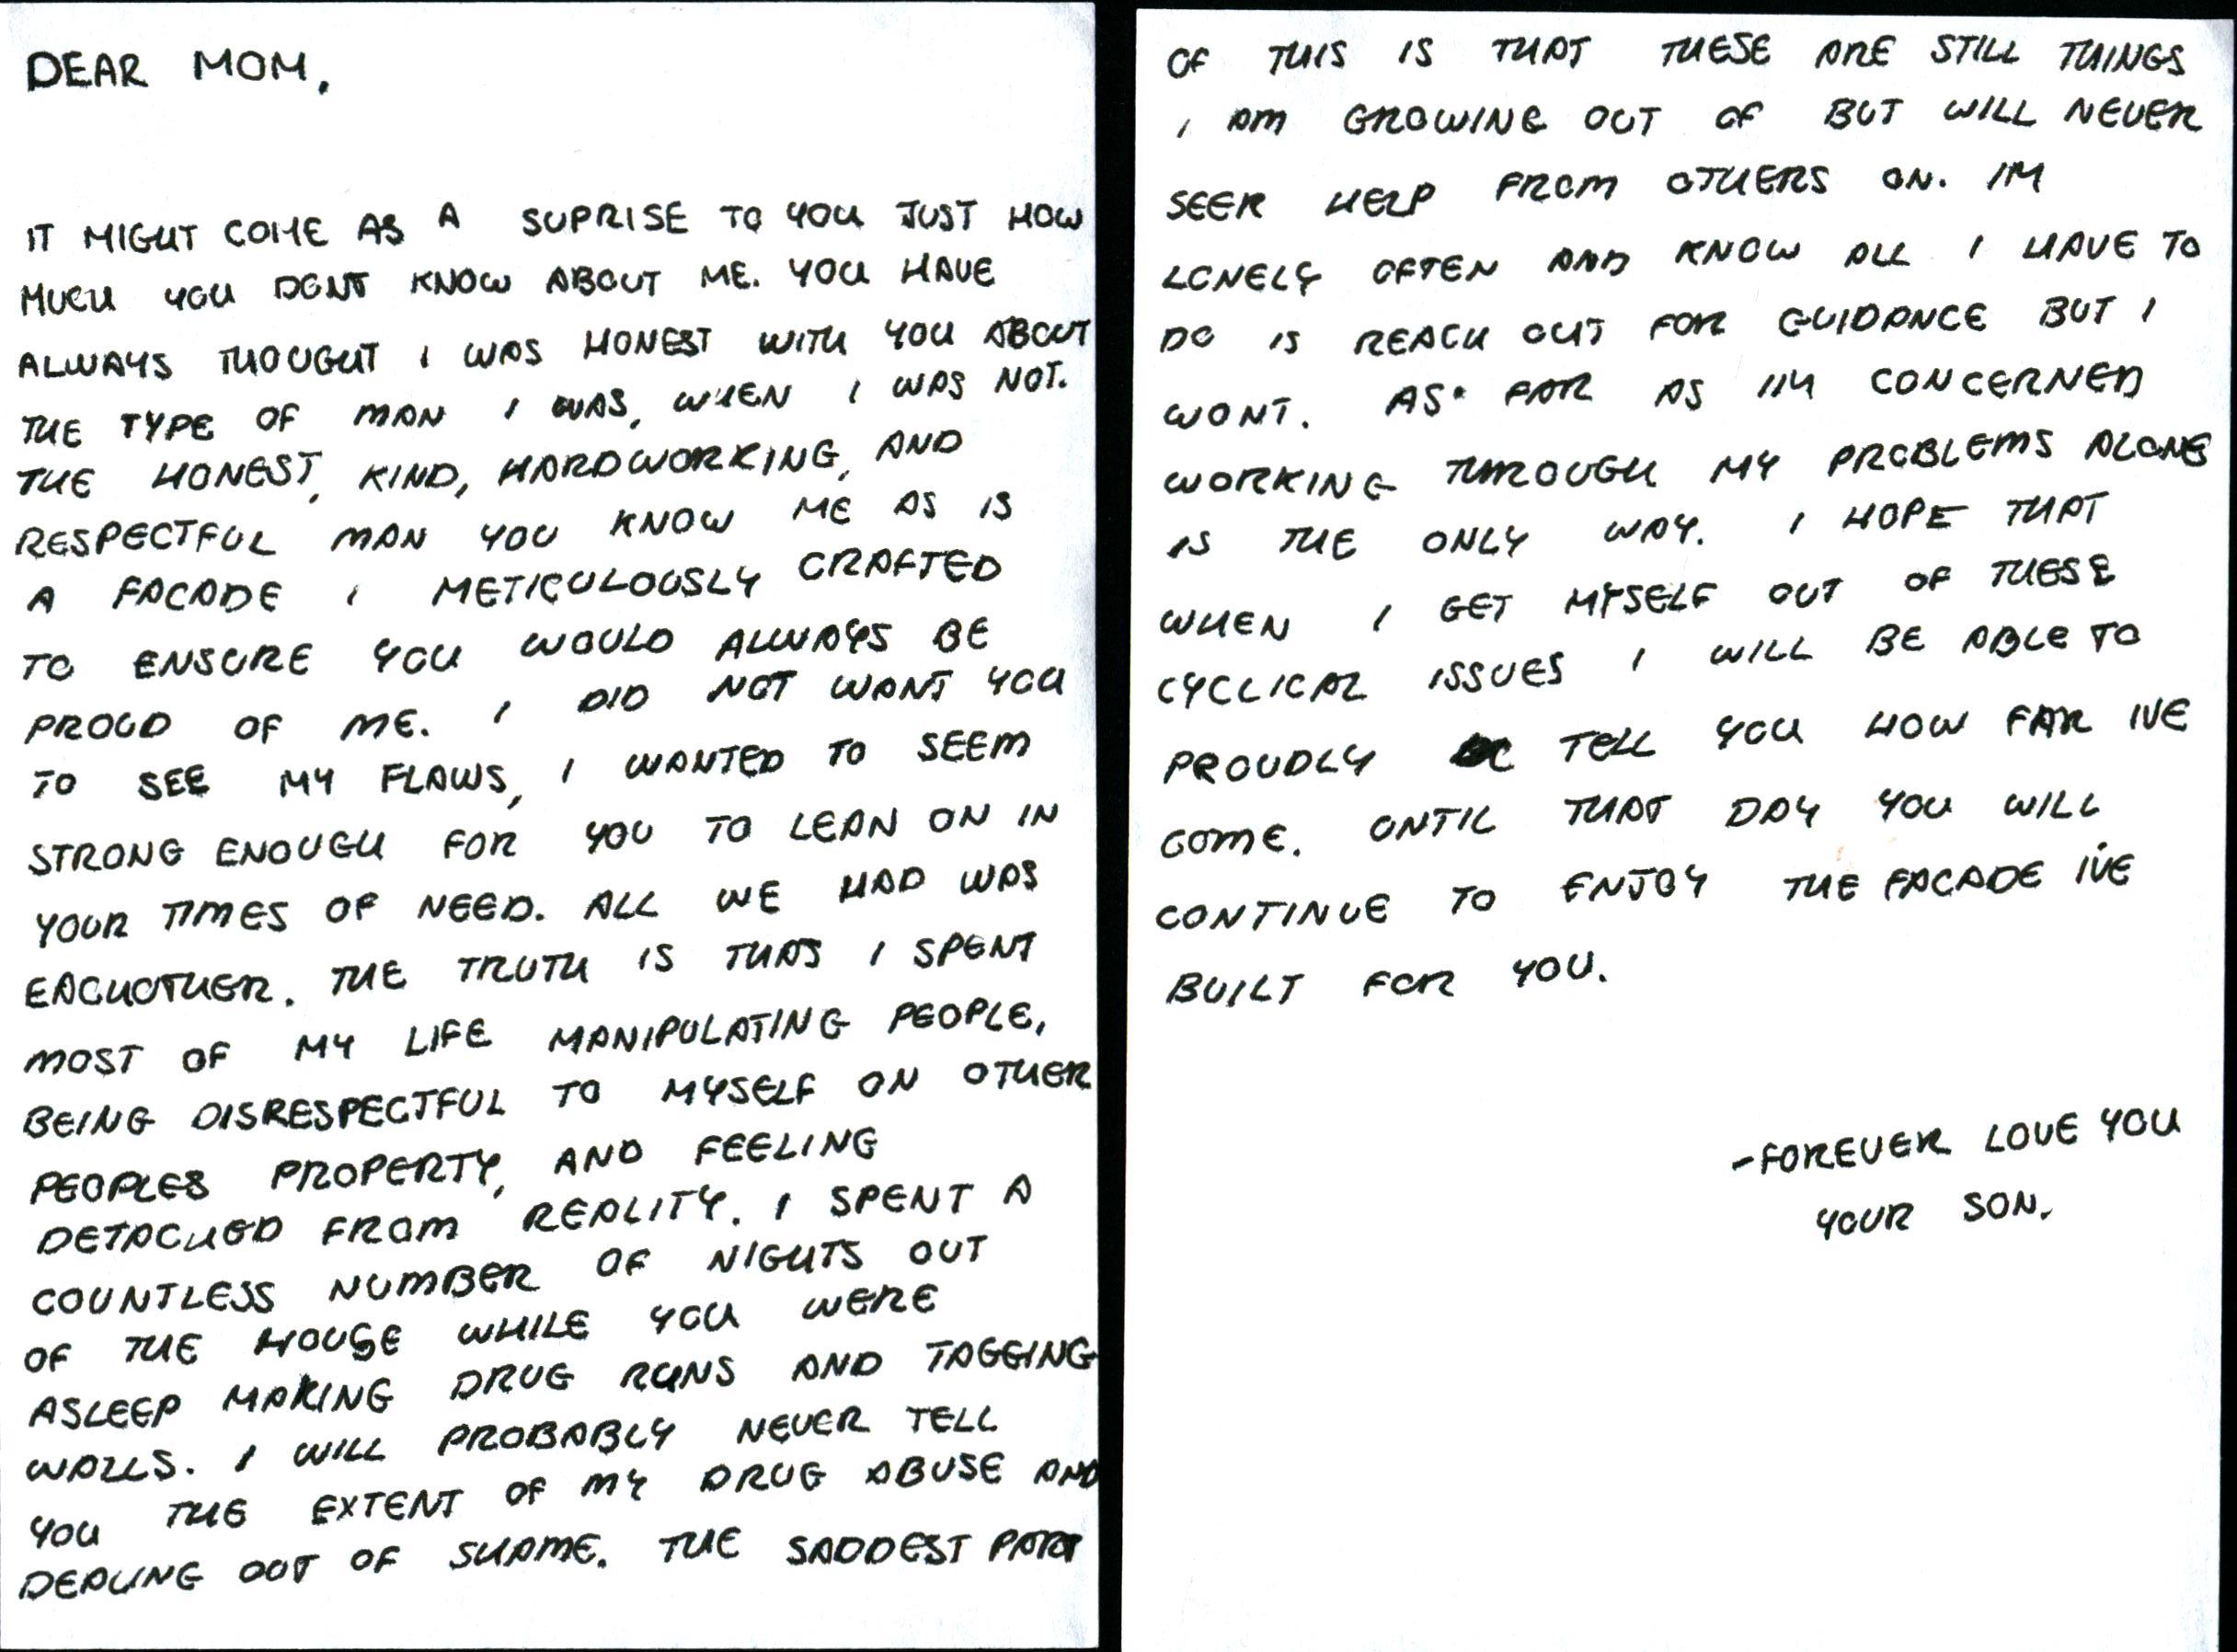 DEAR MOM,
IT MIGHT COME AS A SUPRISE TO YOU JUST HOW
MUCH YOU DONT KNOW ABOUT ME. YOU HAVE
ALWAYS THOUGHT I WAS HONEST WITH YOU ABOUT
THE TYPE OF MAN I WAS, WHEN I WAS NOT.
THE HONEST, KIND, HARDWORKING, AND
RESPECTFUL MAN YOU KNOW ME AS IS
A FACADE I METICULOUSLY CRAFTED
TO ENSURE YOU WOULD ALWAYS BE
PROUD OF ME. I DID NOT WANT YOU
TO SEE MY FLAWS, I WANTED TO SEEM
STRONG ENOUGH FOR YOU TO LEAN ON IN
YOUR TIMES OF NEED. ALL WE HAD WAS
EACHOTHER. THE TRUTH IS THAT I SPENT
MOST OF MY LIFE MANIPULATING PEOPLE,
BEING DISRESPECTFUL TO MYSELF ON OTHER
PEOPLES PROPERTY, AND FEELING
DETACHED FROM REALITY. I SPENT A
COUNTLESS NUMBER OF NIGHTS OUT
OF THE HOUSE WHILE YOU WERE
ASLEEP MAKING DRUG RUNS AND TAGGING
WALLS. I WILL PROBABLY NEVER TELL
YOU THE EXTENT OF MY DRUG ABUSE AND
DEALING OUT OF SHAME. THE SADDEST PART
OF THIS IS THAT THESE ARE STILL THINGS
I AM GROWING OUT OF BUT WILL NEVER
SEEK HELP FROM OTHERS ON. IM
LONELY OFTEN AND KNOW ALL I HAVE TO
DO IS REACH OUT FOR GUIDANCE BUT I
WONT. AS FAR AS IM CONCERNED
WORKING THROUGH MY PROBLEMS ALONE
IS THE ONLY WAY. I HOPE THAT
WHEN I GET MYSELF OUT OF THESE
CYCLICAL ISSUES I WILL BE ABLE TO
PROUDLY TELL YOU HOW FAR IVE
COME. UNTIL THAT DAY YOU WILL
CONTINUE TO ENJOY THE FACADE IVE
BUILT FOR YOU.
-FOREVER LOVE YOU
YOUR SON.